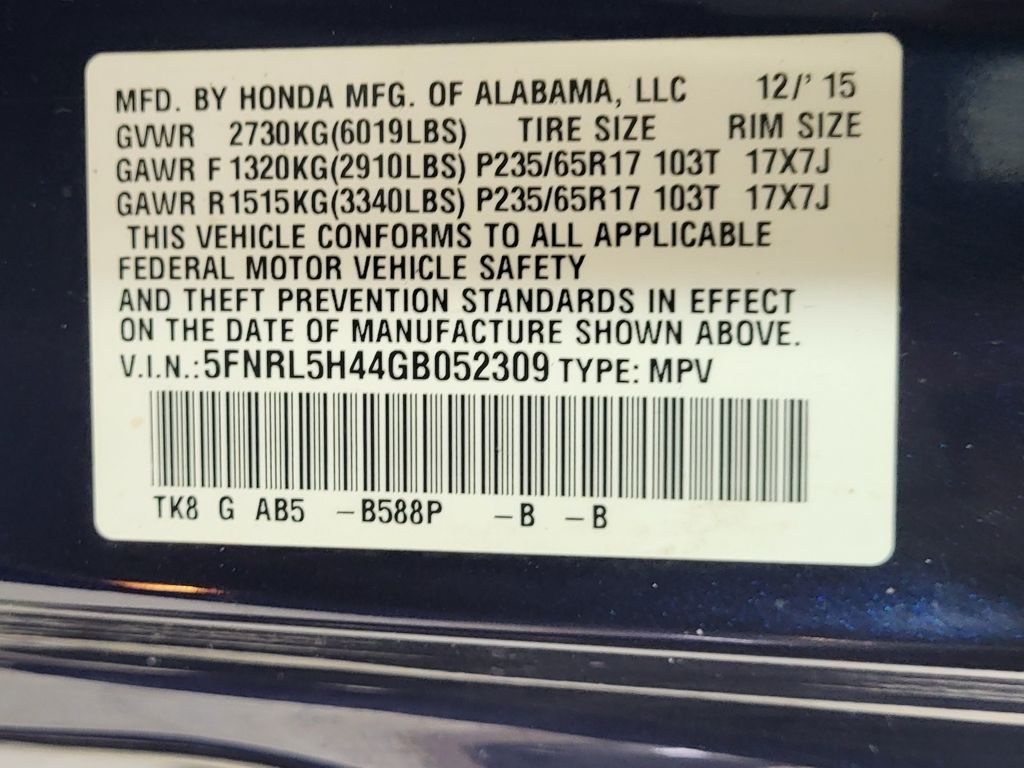 MFD. BY HONDA MFG. OF ALABAMA, LLC 12/'15
GVWR 2730KG(6019LBS) TIRE SIZE RIM SIZE
GAWR F 1320KG(2910LBS) P235/65R17 103T 17X7J
GAWR R 1515KG(3340LBS) P235/65R17 103T 17X7J
THIS VEHICLE CONFORMS TO ALL APPLICABLE
FEDERAL MOTOR VEHICLE SAFETY
AND THEFT PREVENTION STANDARDS IN EFFECT
ON THE DATE OF MANUFACTURE SHOWN ABOVE.
V.I.N.:5FNRL5H44GB052309 TYPE: MPV
TK8 G AB5 -B588P -B -B